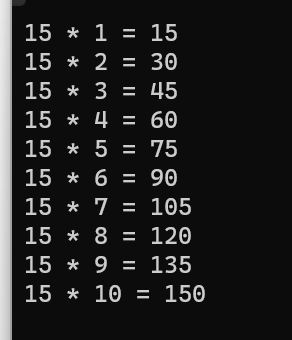 15 * 1 = 15
15 * 2 = 30
15 * 3 = 45
15 * 4 = 60
15 * 5 = 75
15 * 6 = 90
15 * 7 = 105
15 * 8 = 120
15 * 9 = 135
15 * 10 = 150